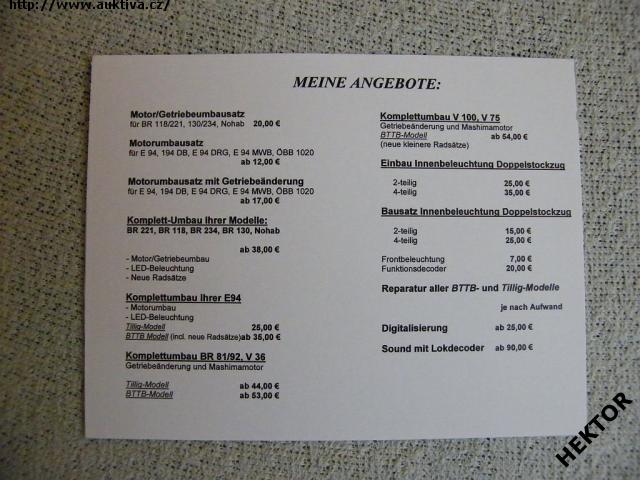 http://www.auktiva.cz/
MEINE ANGEBOTE:
Motor/Getriebeumbausatz
für BR 118/221, 130/234, Nohab 20,00 €
Motorumbausatz
für E 94, 194 DB, E 94 DRG, E 94 MWB, ÖBB 1020
ab 12,00 €
Motorumbausatz mit Getriebeänderung
für E 94, 194 DB, E 94 DRG, E 94 MWB, ÖBB 1020
ab 17,00 €
Komplett-Umbau Ihrer Modelle:
BR 221, BR 118, BR 234, BR 130, Nohab
ab 38,00 €
- Motor/Getriebeumbau
- LED-Beleuchtung
- Neue Radsätze
Komplettumbau Ihrer E94
- Motorumbau
- LED-Beleuchtung
Tillig-Modell 25,00 €
BTTB Modell (incl. neue Radsätze)ab 35,00 €
Komplettumbau BR 81/92, V 36
Getriebeänderung und Mashimamotor
Tillig-Modell ab 44,00 €
BTTB-Modell ab 53,00 €
Komplettumbau V 100, V 75
Getriebeänderung und Mashimamotor
BTTB-Modell ab 54,00 €
(neue kleinere Radsätze)
Einbau Innenbeleuchtung Doppelstockzug
2-teilig 25,00 €
4-teilig 35,00 €
Bausatz Innenbeleuchtung Doppelstockzug
2-teilig 15,00 €
4-teilig 25,00 €
Frontbeleuchtung 7,00 €
Funktionsdecoder 20,00 €
Reparatur aller BTTB- und Tillig-Modelle
je nach Aufwand
Digitalisierung ab 25,00 €
Sound mit Lokdecoder ab 90,00 €
HEKTOR